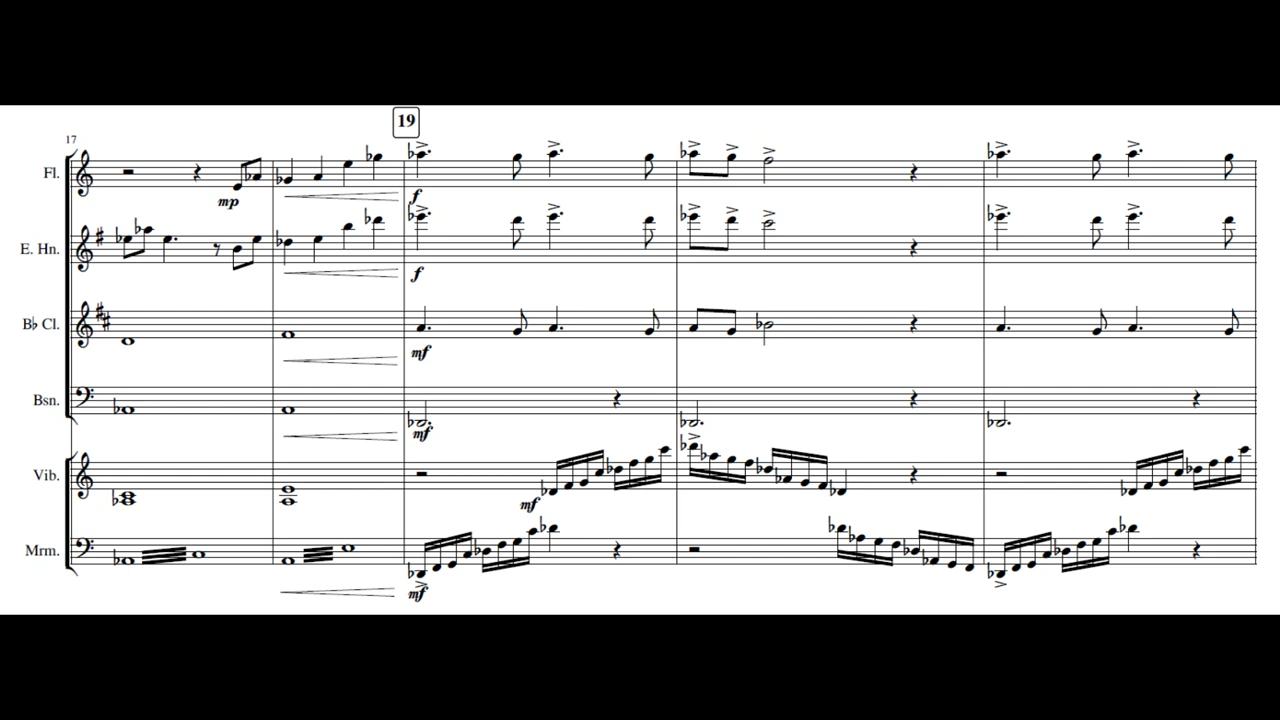 19
17
Fl.
mp
f
E. Hn.
f
B♭ Cl.
mf
Bsn.
mf
Vib.
mf
Mrm.
mf